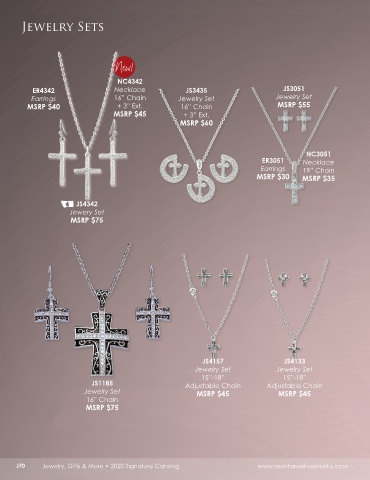 Jewelry Sets
New!
NC4342
Necklace
16" Chain
+ 3" Ext.
MSRP $45
ER4342
Earrings
MSRP $40
JS3435
Jewelry Set
16" Chain
+ 3" Ext.
MSRP $60
JS3051
Jewelry Set
MSRP $55
NC3051
Necklace
19" Chain
MSRP $35
ER3051
Earrings
MSRP $30
JS4342
Jewelry Set
MSRP $75
JS1185
Jewelry Set
16" Chain
MSRP $75
JS4157
Jewelry Set
15"-18"
Adjustable Chain
MSRP $45
JS4133
Jewelry Set
15"-18"
Adjustable Chain
MSRP $45
170 Jewelry, Gifts & More • 2020 Signature Catalog www.montanasilversmiths.com